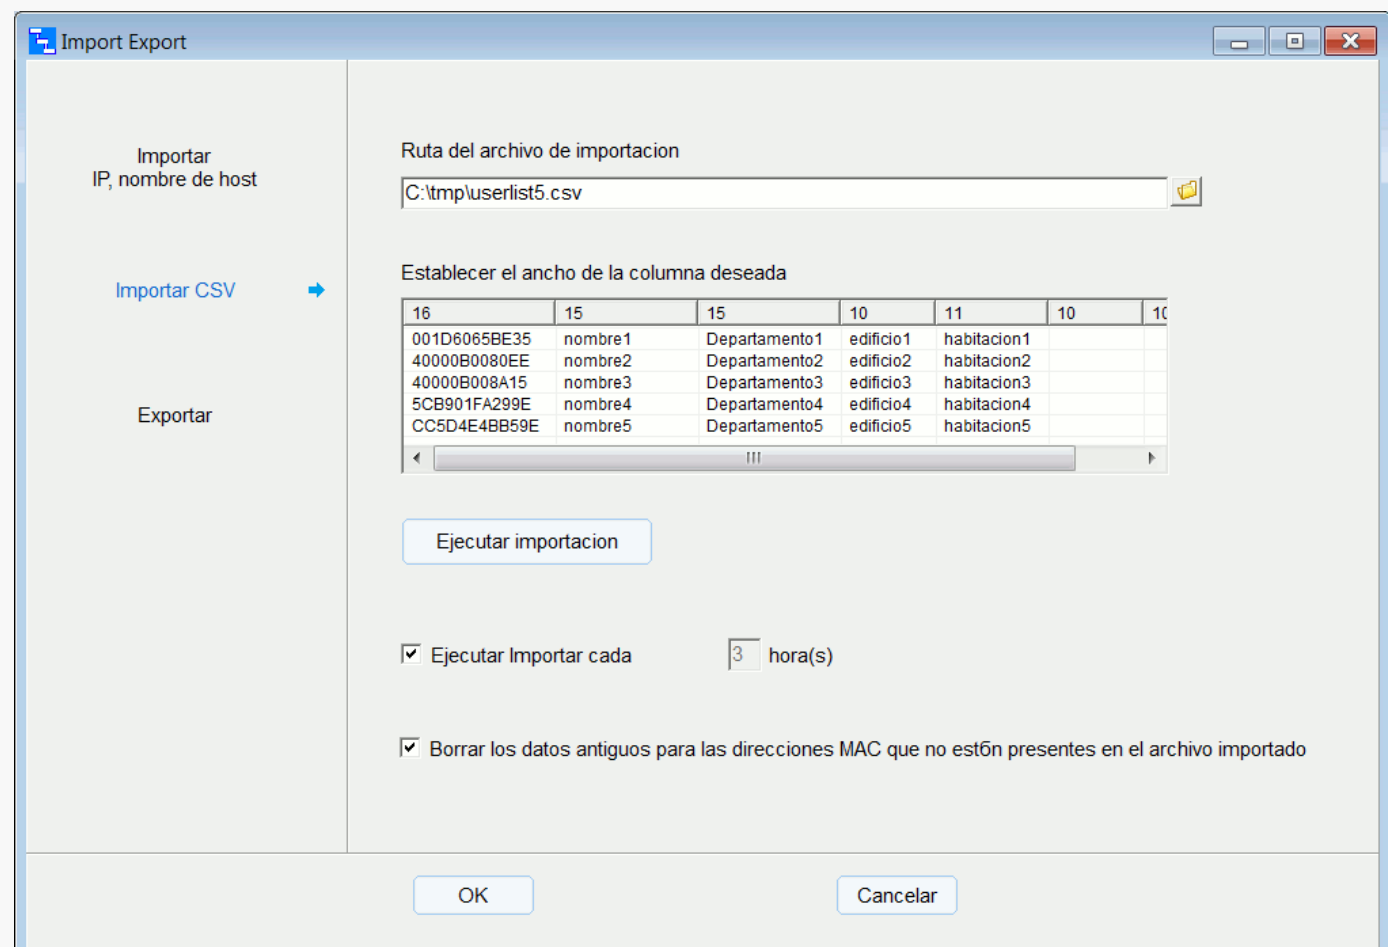 Import Export
Importar
IP, nombre de host
Importar CSV
Exportar
Ruta del archivo de importacion
C:\tmp\userlist5.csv
Establecer el ancho de la columna deseada
16 15 15 10 11 10 10
001D6065BE35 nombre1 Departamento1 edificio1 habitacion1
40000B0080EE nombre2 Departamento2 edificio2 habitacion2
40000B008A15 nombre3 Departamento3 edificio3 habitacion3
5CB901FA299E nombre4 Departamento4 edificio4 habitacion4
CC5D4E4BB59E nombre5 Departamento5 edificio5 habitacion5
Ejecutar importacion
Ejecutar Importar cada 3 hora(s)
Borrar los datos antiguos para las direcciones MAC que no estбn presentes en el archivo importado
OK Cancelar